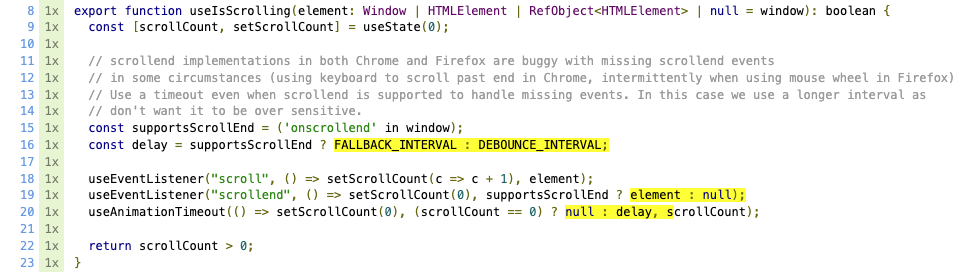 8 1x export function useIsScrolling(element: Window | HTMLElement | RefObject<HTMLElement> | null = window): boolean {
9 1x   const [scrollCount, setScrollCount] = useState(0);
10 1x
11 1x   // scrollend implementations in both Chrome and Firefox are buggy with missing scrollend events
12 1x   // in some circumstances (using keyboard to scroll past end in Chrome, intermittently when using mouse wheel in Firefox)
13 1x   // Use a timeout even when scrollend is supported to handle missing events. In this case we use a longer interval as
14 1x   // don't want it to be over sensitive.
15 1x   const supportsScrollEnd = ('onscrollend' in window);
16 1x   const delay = supportsScrollEnd ? FALLBACK_INTERVAL : DEBOUNCE_INTERVAL;
17 1x
18 1x   useEventListener("scroll", () => setScrollCount(c => c + 1), element);
19 1x   useEventListener("scrollend", () => setScrollCount(0), supportsScrollEnd ? element : null);
20 1x   useAnimationTimeout(() => setScrollCount(0), (scrollCount == 0) ? null : delay, scrollCount);
21 1x
22 1x   return scrollCount > 0;
23 1x }